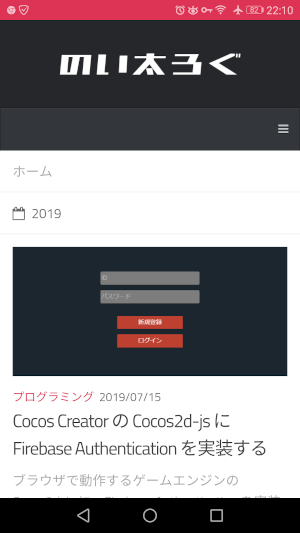 82 22:10
のい太ろぐ
ホーム
2019
ID
パスワード
新規登録
ログイン
プログラミング 2019/07/15
Cocos Creator の Cocos2d-js に
Firebase Authentication を実装する
ブラウザで動作するゲームエンジンの